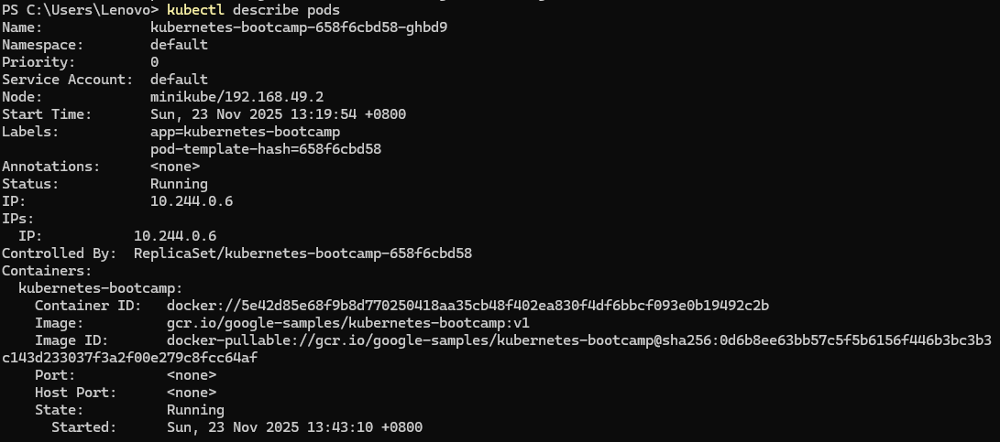 PS C:\Users\Lenovo> kubectl describe pods
Name:             kubernetes-bootcamp-658f6cbd58-ghbd9
Namespace:        default
Priority:         0
Service Account:  default
Node:             minikube/192.168.49.2
Start Time:       Sun, 23 Nov 2025 13:19:54 +0800
Labels:           app=kubernetes-bootcamp
                  pod-template-hash=658f6cbd58
Annotations:      <none>
Status:           Running
IP:               10.244.0.6
IPs:
  IP:           10.244.0.6
Controlled By:  ReplicaSet/kubernetes-bootcamp-658f6cbd58
Containers:
  kubernetes-bootcamp:
    Container ID:   docker://5e42d85e68f9b8d770250418aa35cb48f402ea830f4df6bbcf093e0b19492c2b
    Image:          gcr.io/google-samples/kubernetes-bootcamp:v1
    Image ID:       docker-pullable://gcr.io/google-samples/kubernetes-bootcamp@sha256:0d6b8ee63bb57c5f5b6156f446b3bc3b3
c143d233037f3a2f00e279c8fcc64af
    Port:           <none>
    Host Port:      <none>
    State:          Running
      Started:      Sun, 23 Nov 2025 13:43:10 +0800